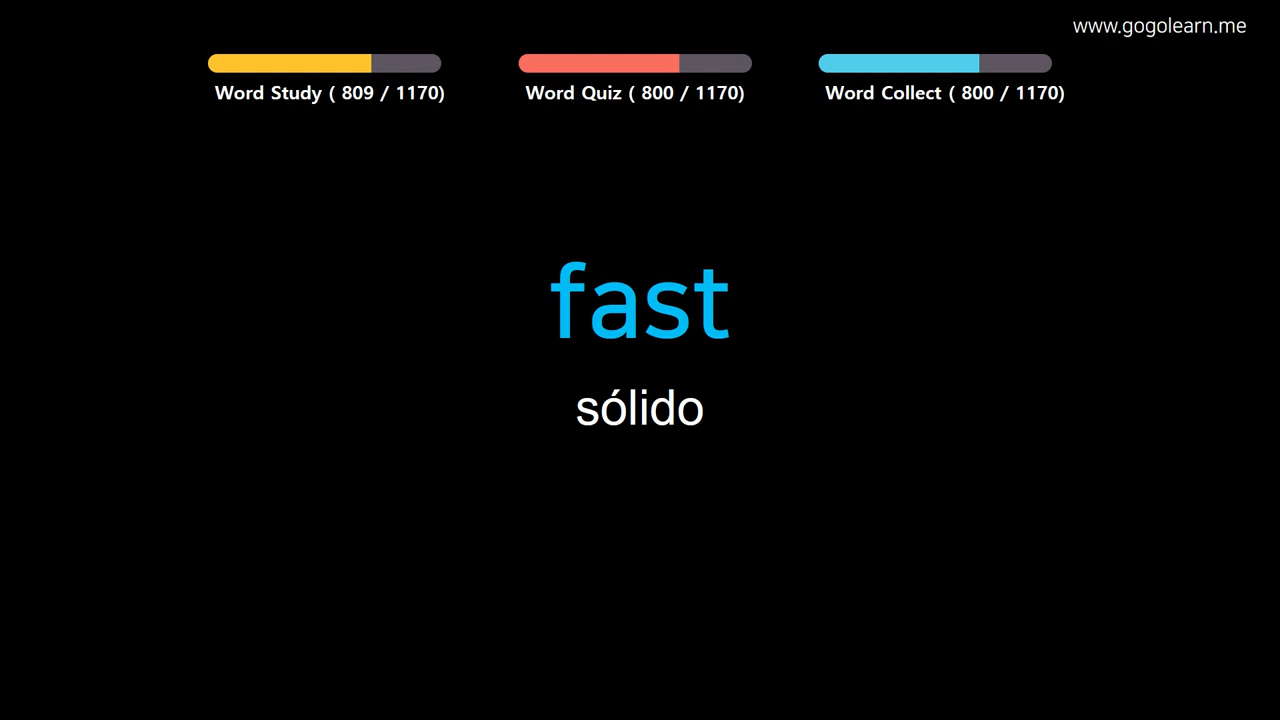 www.gogolearn.me
Word Study ( 809 / 1170)
Word Quiz ( 800 / 1170)
Word Collect ( 800 / 1170)
fast
sólido